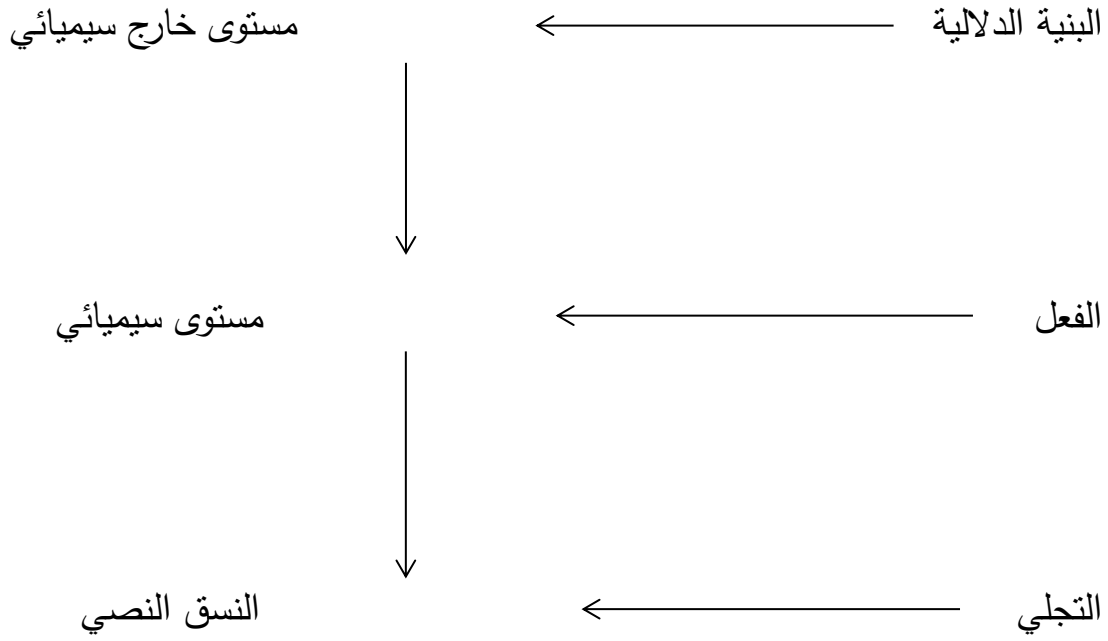 البنية الدلالية مستوى خارج سيميائي
الفعل مستوى سيميائي
التجلي النسق النصي